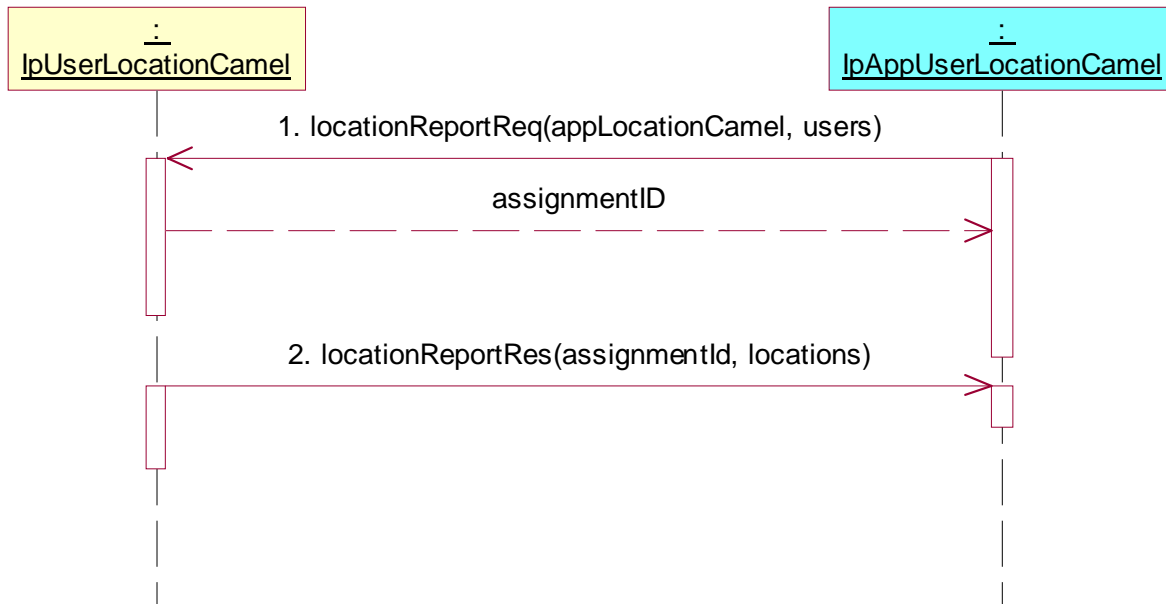 :
IpUserLocationCamel
:
IpAppUserLocationCamel
1. locationReportReq(appLocationCamel, users)
assignmentID
2. locationReportRes(assignmentId, locations)